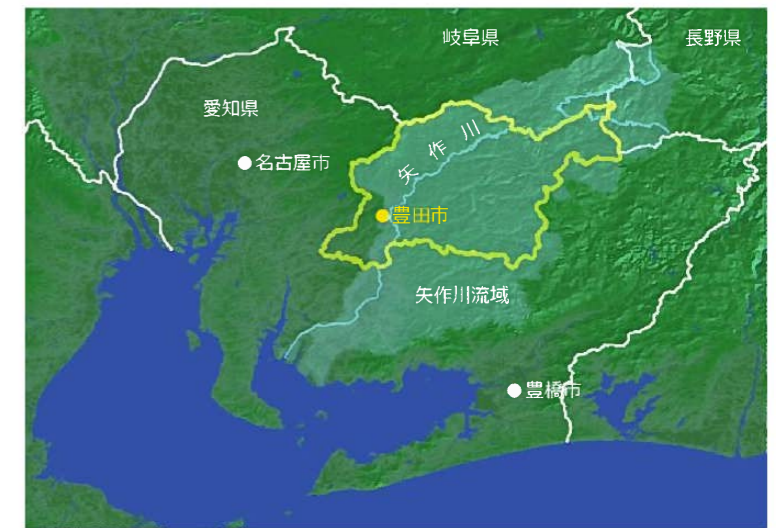 岐阜県
長野県
愛知県
矢作川
名古屋市
豊田市
矢作川流域
豊橋市